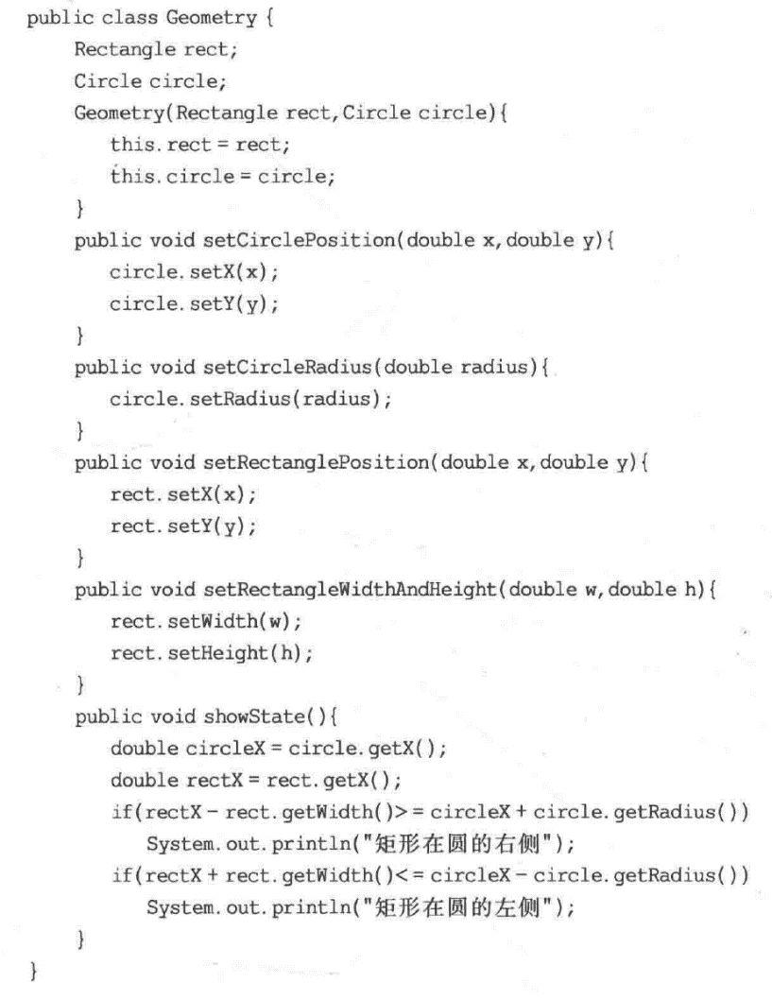 public class Geometry {
Rectangle rect;
Circle circle;
Geometry(Rectangle rect,Circle circle){
this.rect = rect;
this.circle = circle;
}
public void setCirclePosition(double x,double y){
circle.setX(x);
circle.setY(y);
}
public void setCircleRadius(double radius){
circle.setRadius(radius);
}
public void setRectanglePosition(double x,double y){
rect.setX(x);
rect.setY(y);
}
public void setRectangleWidthAndHeight(double w,double h){
rect.setWidth(w);
rect.setHeight(h);
}
public void showState(){
double circleX = circle.getX();
double rectX = rect.getX();
if(rectX - rect.getWidth()>= circleX + circle.getRadius())
System.out.println("矩形在圆的右侧");
if(rectX + rect.getWidth()<= circleX - circle.getRadius())
System.out.println("矩形在圆的左侧");
}
}